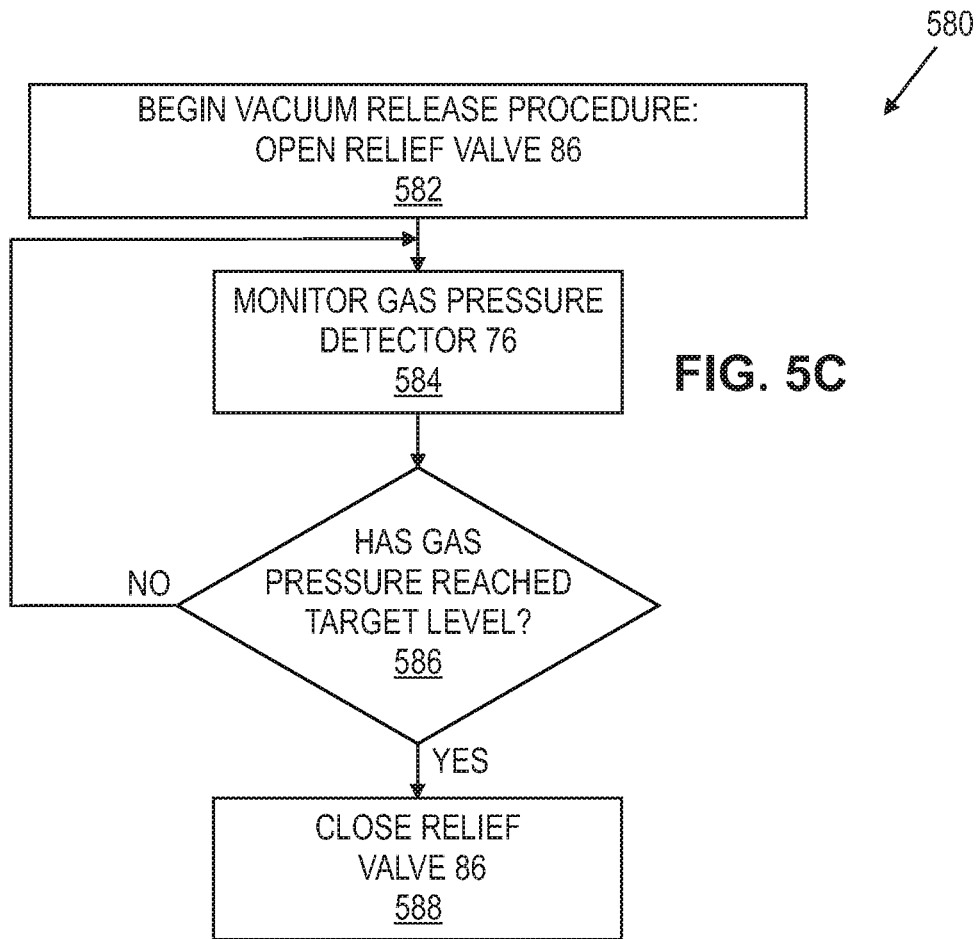 580
BEGIN VACUUM RELEASE PROCEDURE:
OPEN RELIEF VALVE 86
582
MONITOR GAS PRESSURE
DETECTOR 76
584
FIG. 5C
HAS GAS
PRESSURE REACHED
TARGET LEVEL?
586
NO
YES
CLOSE RELIEF
VALVE 86
588